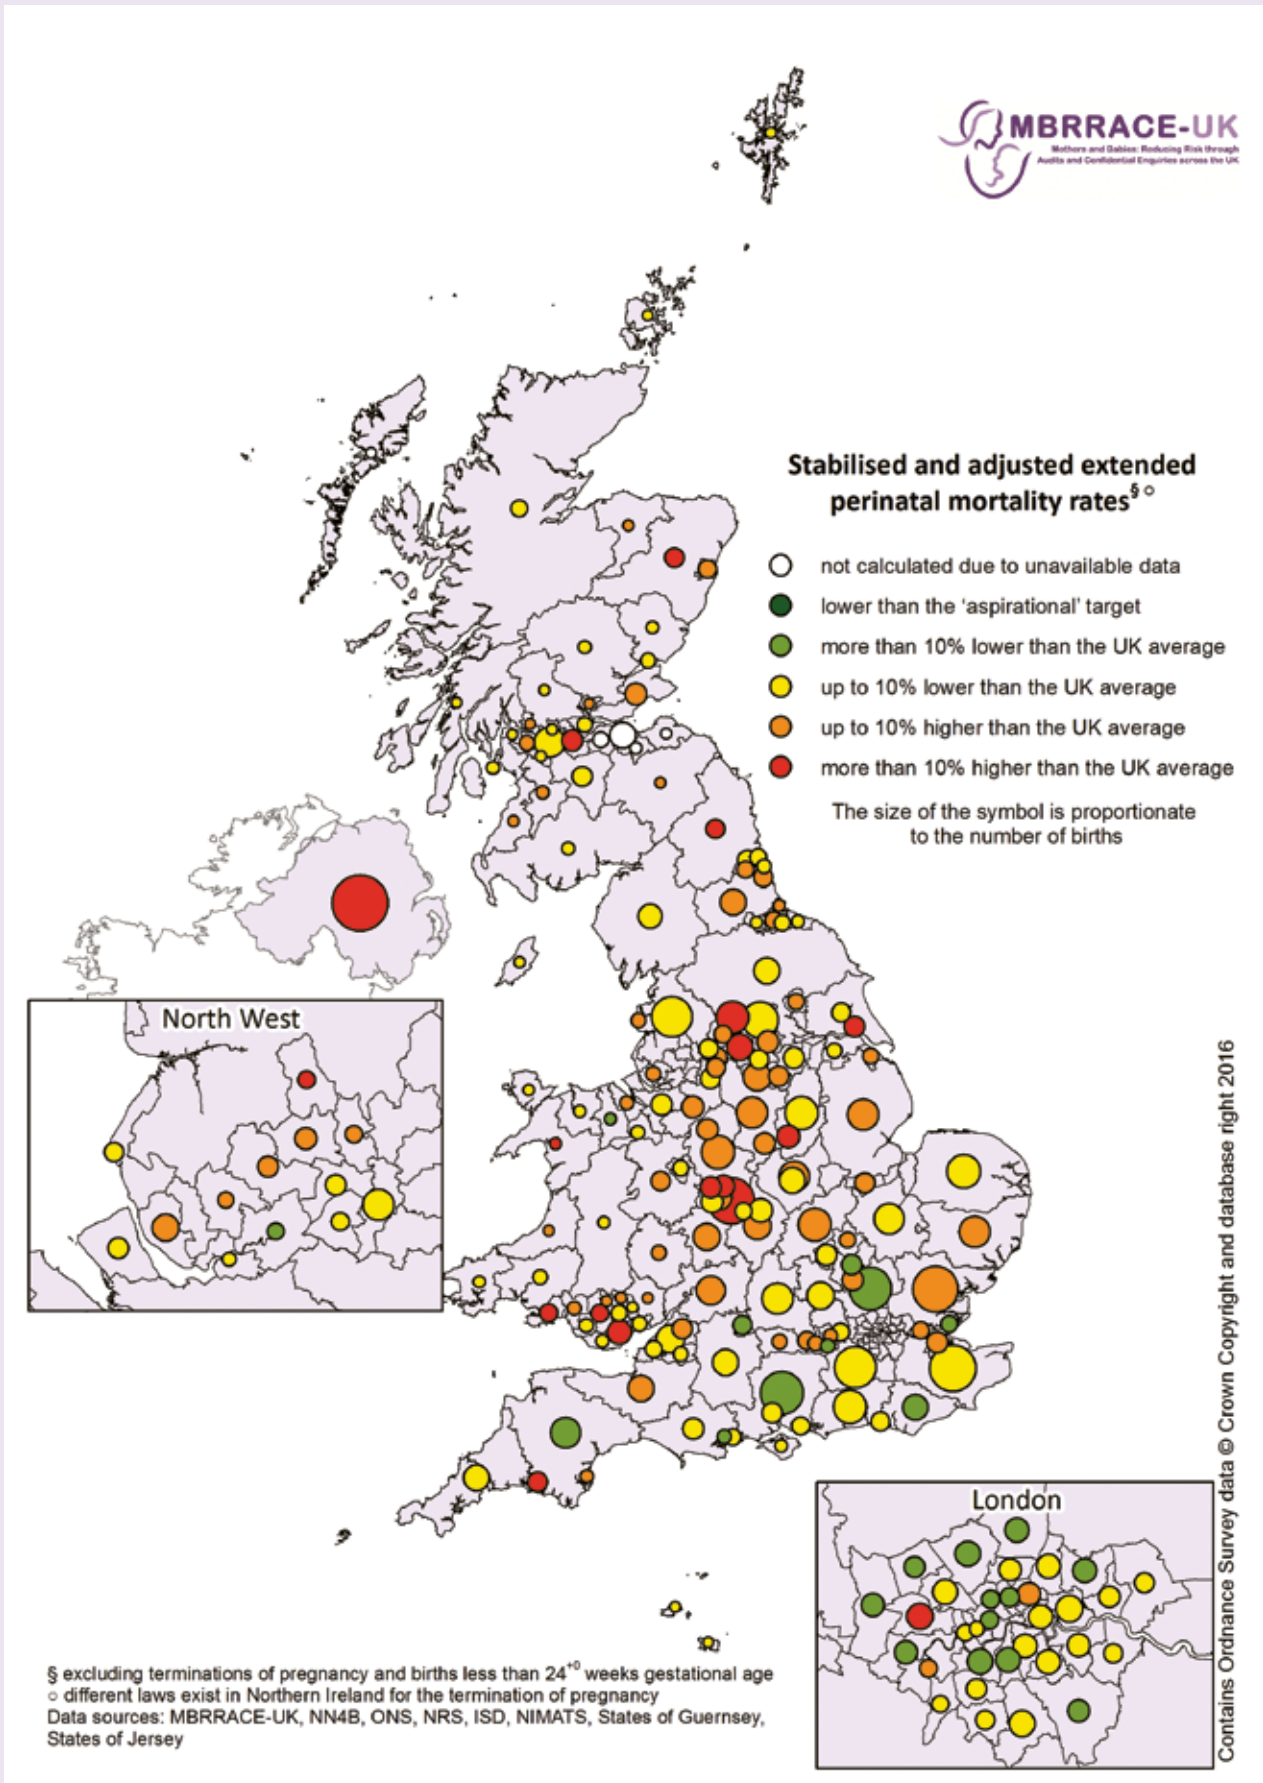 MBRRACE-UK
Mothers and Babies: Reducing Risk through
Audits and Confidential Enquiries across the UK
Stabilised and adjusted extended
perinatal mortality rates§ ○
not calculated due to unavailable data
lower than the ‘aspirational’ target
more than 10% lower than the UK average
up to 10% lower than the UK average
up to 10% higher than the UK average
more than 10% higher than the UK average
The size of the symbol is proportionate
to the number of births
North West
London
§ excluding terminations of pregnancy and births less than 24+0 weeks gestational age
○ different laws exist in Northern Ireland for the termination of pregnancy
Data sources: MBRRACE-UK, NN4B, ONS, NRS, ISD, NIMATS, States of Guernsey,
States of Jersey
Contains Ordnance Survey data © Crown Copyright and database right 2016